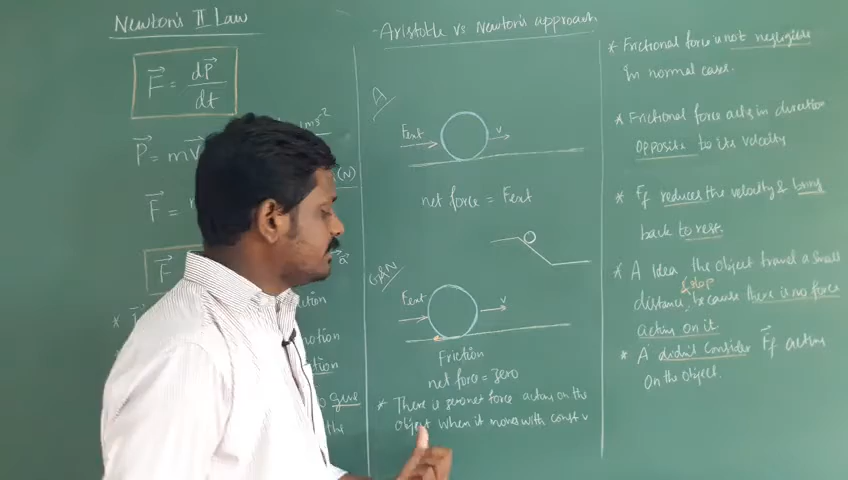 Newton's II Law
F = dP/dt
P = mv
ms²
(N)
F =
F
a
Aristotle vs Newton's approach
A
Fext
v
net force = Fext
G & N
Fext
v
Friction
net force = zero
* There is zero net force acting on the
object when it moves with const v
* Frictional force is not negligible
in normal cases.
* Frictional force acts in direction
opposite to its velocity
* Ff reduces the velocity & bring
back to rest.
* A idea the object travel a small
& stop
distance, because there is no force
acting on it
* A didn't consider Ff acting
on the object.